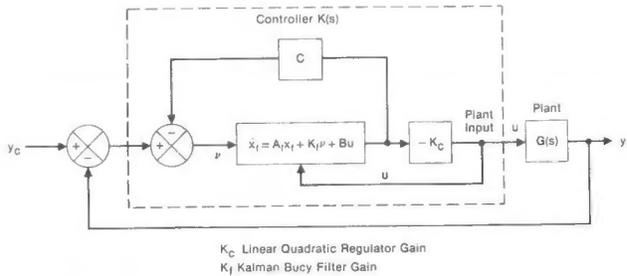 Controller K(s)
C
Plant
Input
Plant
y_c
+
−
+
−
ν
ẋ_f = A_f x_f + K_f ν + Bu
− K_c
u
G(s)
y
u
K_c Linear Quadratic Regulator Gain
K_f Kalman Bucy Filter Gain